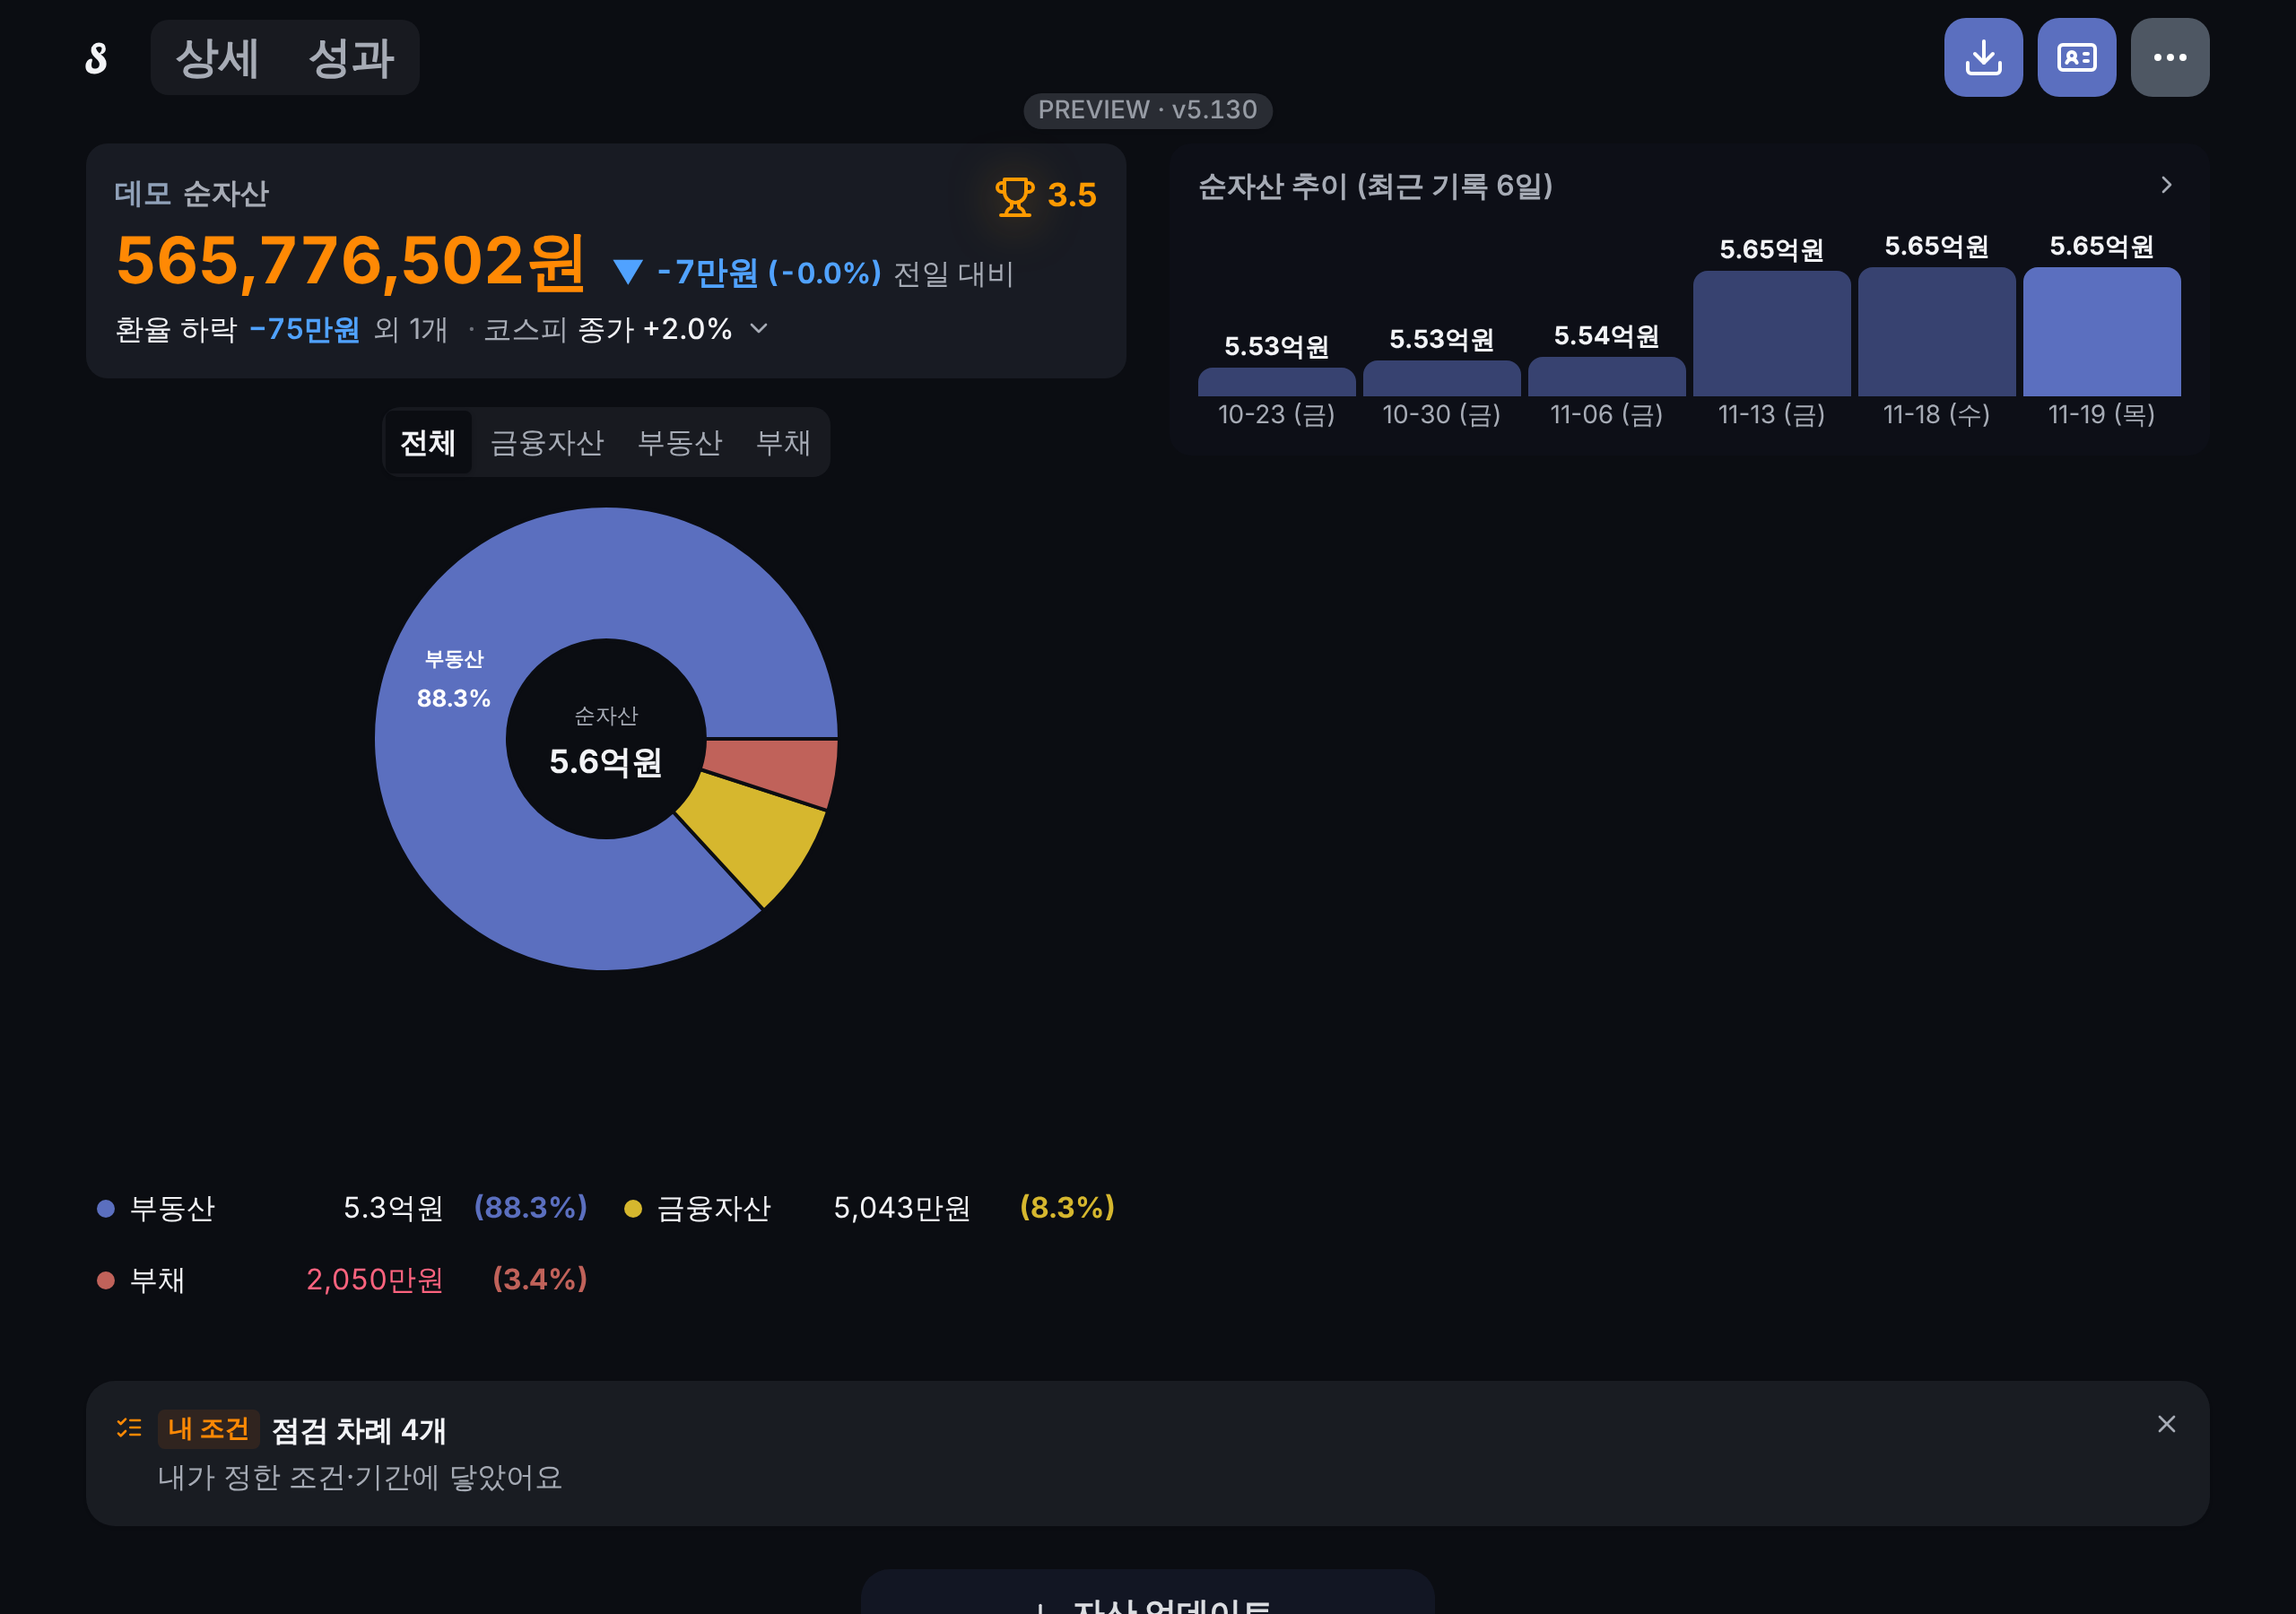 S 상세 성과
PREVIEW · v5.130
데모 순자산
3.5
565,776,502원 ▼ -7만원 (-0.0%) 전일 대비
환율 하락 -75만원 외 1개 · 코스피 종가 +2.0%
순자산 추이 (최근 기록 6일)
5.53억원 5.53억원 5.54억원 5.65억원 5.65억원 5.65억원
10-23 (금) 10-30 (금) 11-06 (금) 11-13 (금) 11-18 (수) 11-19 (목)
전체 금융자산 부동산 부채
부동산
88.3%
순자산
5.6억원
부동산 5.3억원 (88.3%) 금융자산 5,043만원 (8.3%)
부채 2,050만원 (3.4%)
내 조건 점검 차례 4개
내가 정한 조건·기간에 닿았어요
자산 업데이트